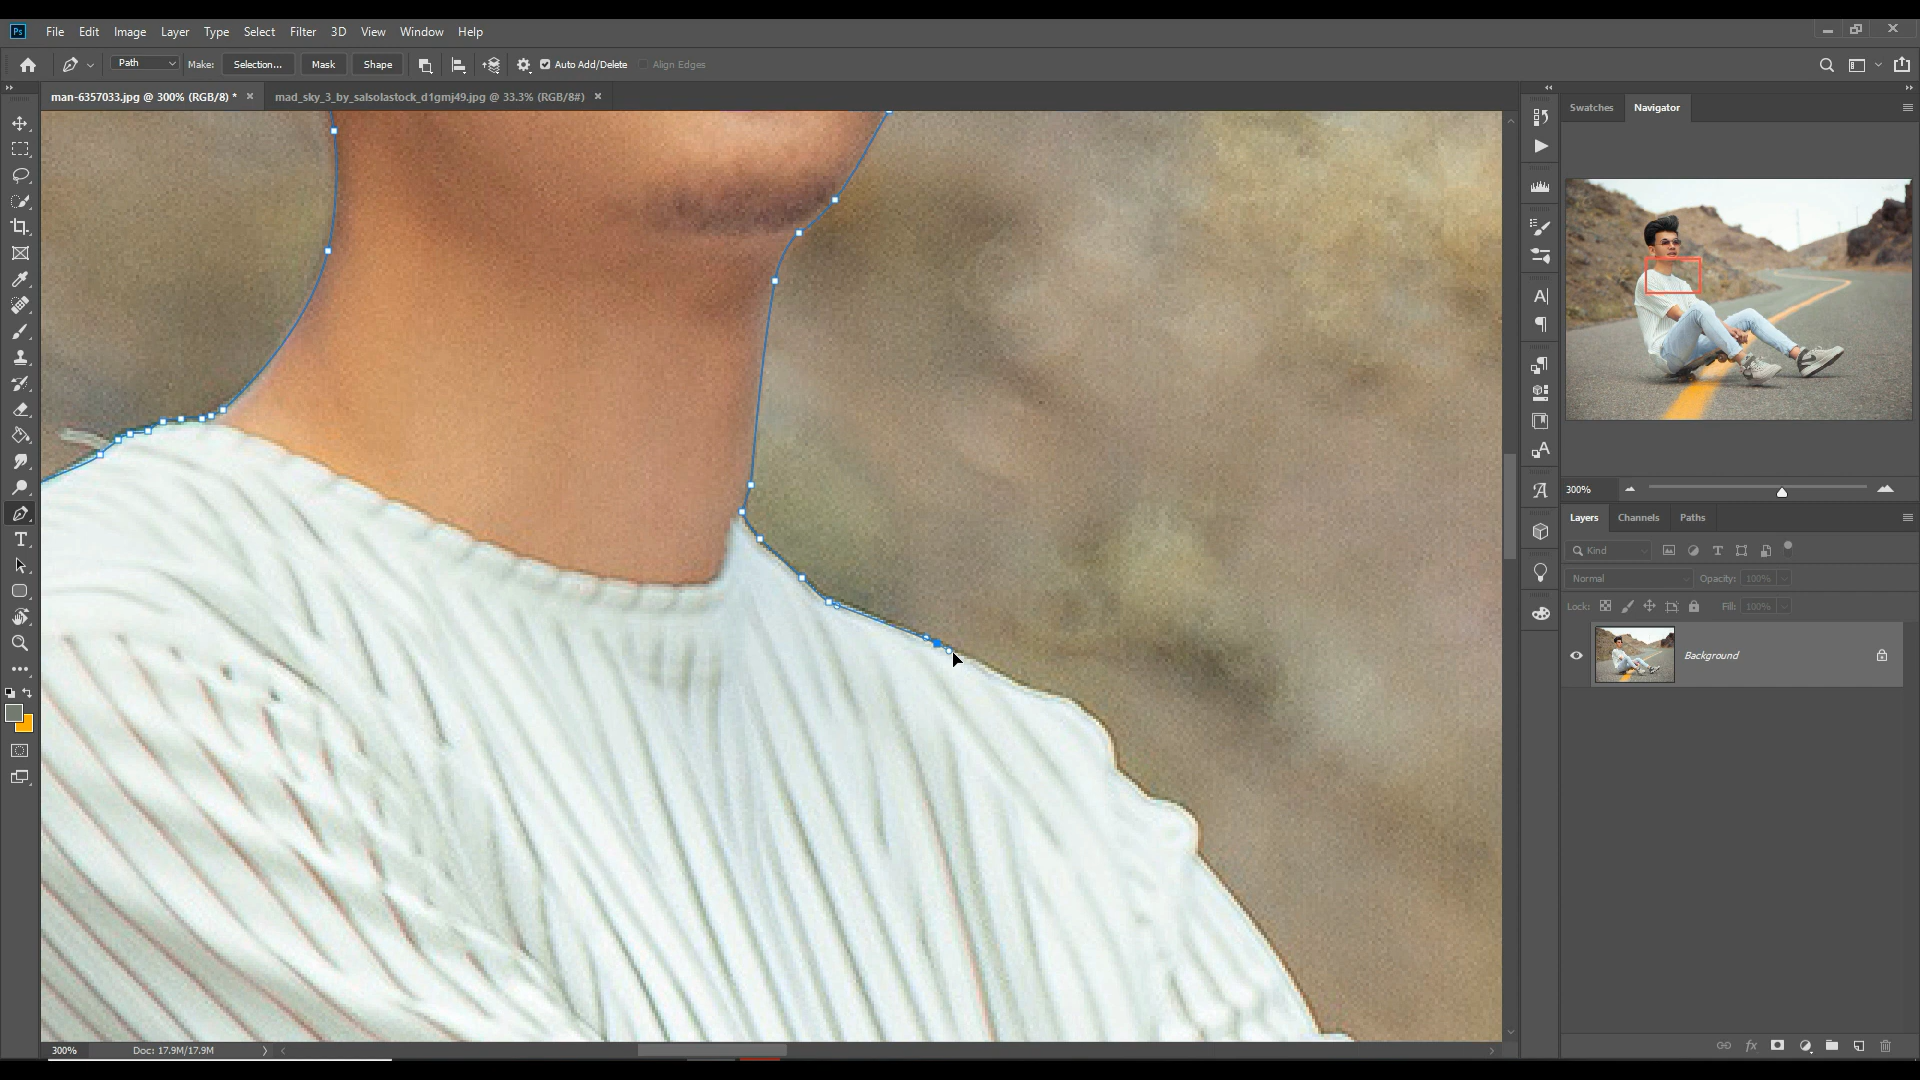 Ps File Edit Image Layer Type Select Filter 3D View Window Help
Path Make: Selection... Mask Shape Auto Add/Delete Align Edges
man-6357033.jpg @ 300% (RGB/8) * × mad_sky_3_by_salsolastock_d1gmj49.jpg @ 33.3% (RGB/8#) ×
Swatches Navigator
300%
Layers Channels Paths
Kind
Normal Opacity: 100%
Lock: Fill: 100%
Background
300% Doc: 17.9M/17.9M